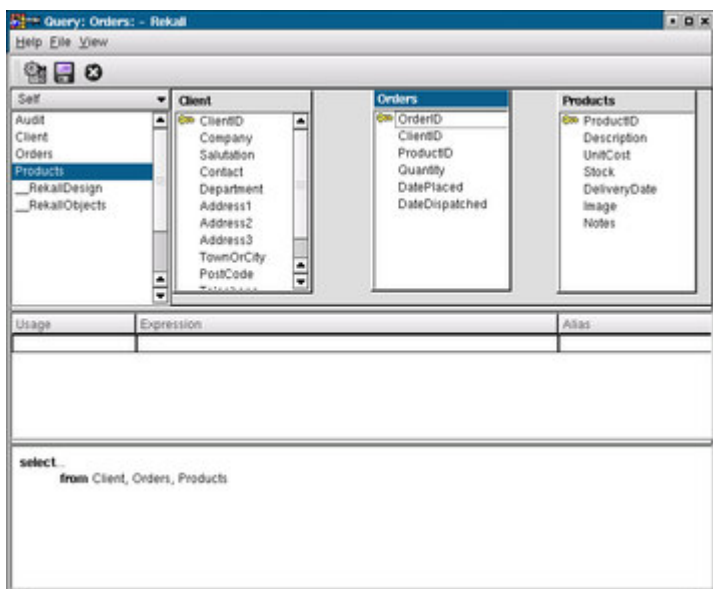 Query: Orders: - Rekall
Help File View
Self
Audit
Client
Orders
Products
__RekallDesign
__RekallObjects
Client
ClientID
Company
Salutation
Contact
Department
Address1
Address2
Address3
TownOrCity
PostCode
Orders
OrderID
ClientID
ProductID
Quantity
DatePlaced
DateDispatched
Products
ProductID
Description
UnitCost
Stock
DeliveryDate
Image
Notes
Usage Expression Alias
select...
from Client, Orders, Products